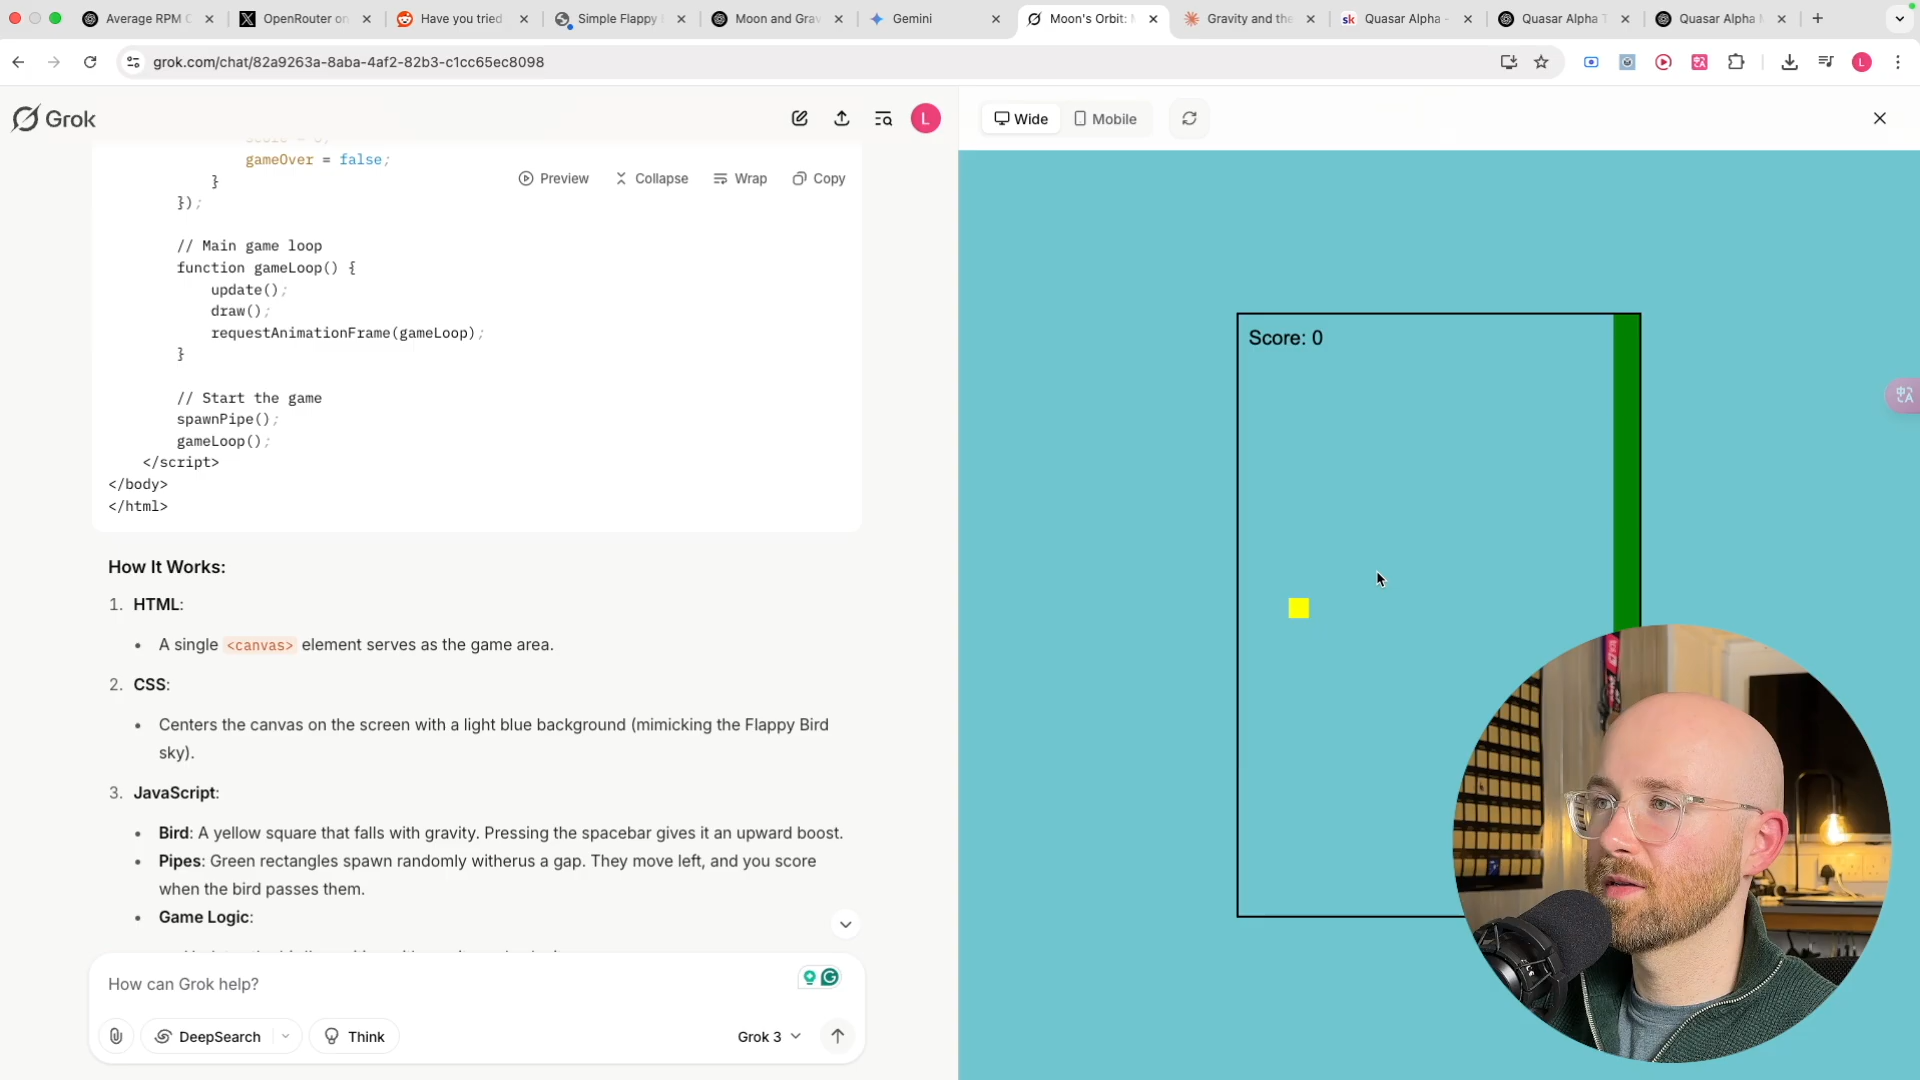 Average RPM C
OpenRouter on
Have you tried
Simple Flappy
Moon and Grav
Gemini
Moon's Orbit:
Gravity and the
Quasar Alpha -
Quasar Alpha T
Quasar Alpha
grok.com/chat/82a9263a-8aba-4af2-82b3-c1cc65ec8098
L
Grok
L
Wide
Mobile
gameOver = false;
Preview
Collapse
Wrap
Copy
}
});
// Main game loop
function gameLoop() {
update();
draw();
requestAnimationFrame(gameLoop);
}
// Start the game
spawnPipe();
gameLoop();
</script>
</body>
</html>
How It Works:
1. HTML:
• A single <canvas> element serves as the game area.
2. CSS:
• Centers the canvas on the screen with a light blue background (mimicking the Flappy Bird
sky).
3. JavaScript:
• Bird: A yellow square that falls with gravity. Pressing the spacebar gives it an upward boost.
• Pipes: Green rectangles spawn randomly witherus a gap. They move left, and you score
when the bird passes them.
• Game Logic:
How can Grok help?
DeepSearch
Think
Grok 3
Score: 0